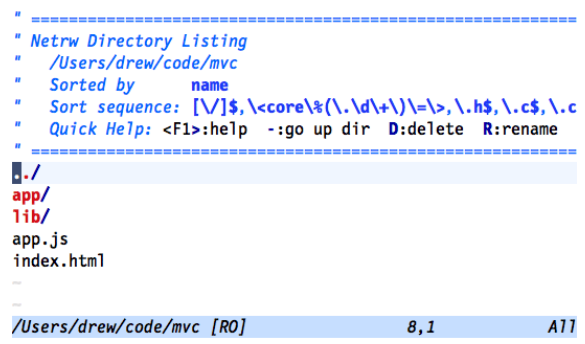 " ============================================================
" Netrw Directory Listing
"   /Users/drew/code/mvc
"   Sorted by      name
"   Sort sequence: [\/]$,\<core\%(\.\d\+\)\=\>,\.h$,\.c$,\.c
"   Quick Help: <F1>:help  -:go up dir  D:delete  R:rename
" ============================================================
../
app/
lib/
app.js
index.html
~
~
/Users/drew/code/mvc [RO]                 8,1            All